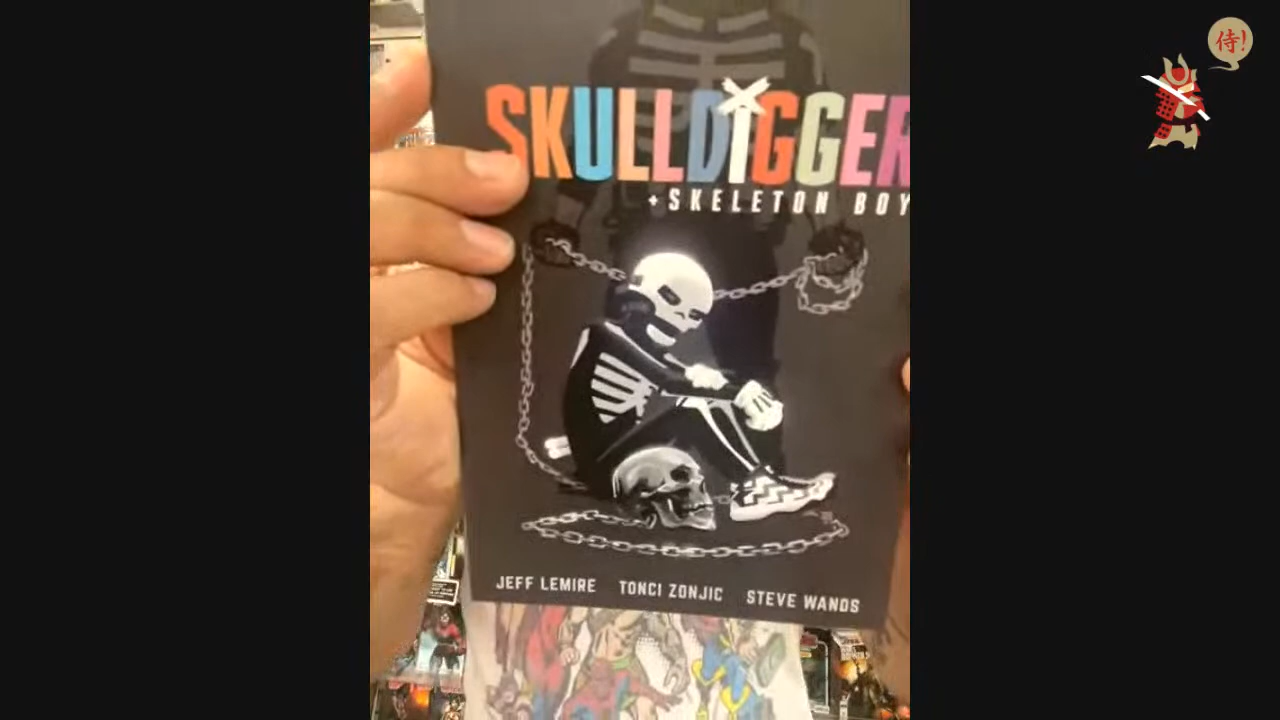 侍!
SKULLDIGGER
+SKELETON BOY
JEFF LEMIRE TONCI ZONJIC STEVE WANDS